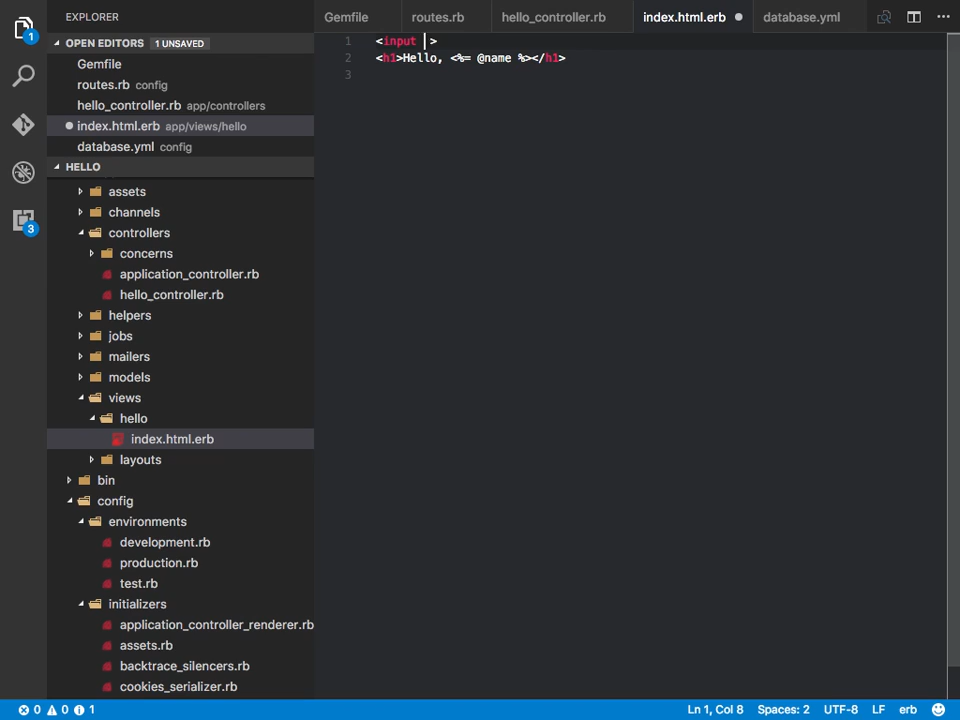 EXPLORER
OPEN EDITORS 1 UNSAVED
Gemfile
routes.rb config
hello_controller.rb app/controllers
index.html.erb app/views/hello
database.yml config
HELLO
assets
channels
controllers
concerns
application_controller.rb
hello_controller.rb
helpers
jobs
mailers
models
views
hello
index.html.erb
layouts
bin
config
environments
development.rb
production.rb
test.rb
initializers
application_controller_renderer.rb
assets.rb
backtrace_silencers.rb
cookies_serializer.rb
1
3
Gemfile routes.rb hello_controller.rb index.html.erb database.yml
1 <input >
2 <h1>Hello, <%= @name %></h1>
3
0 0 1 Ln 1, Col 8 Spaces: 2 UTF-8 LF erb